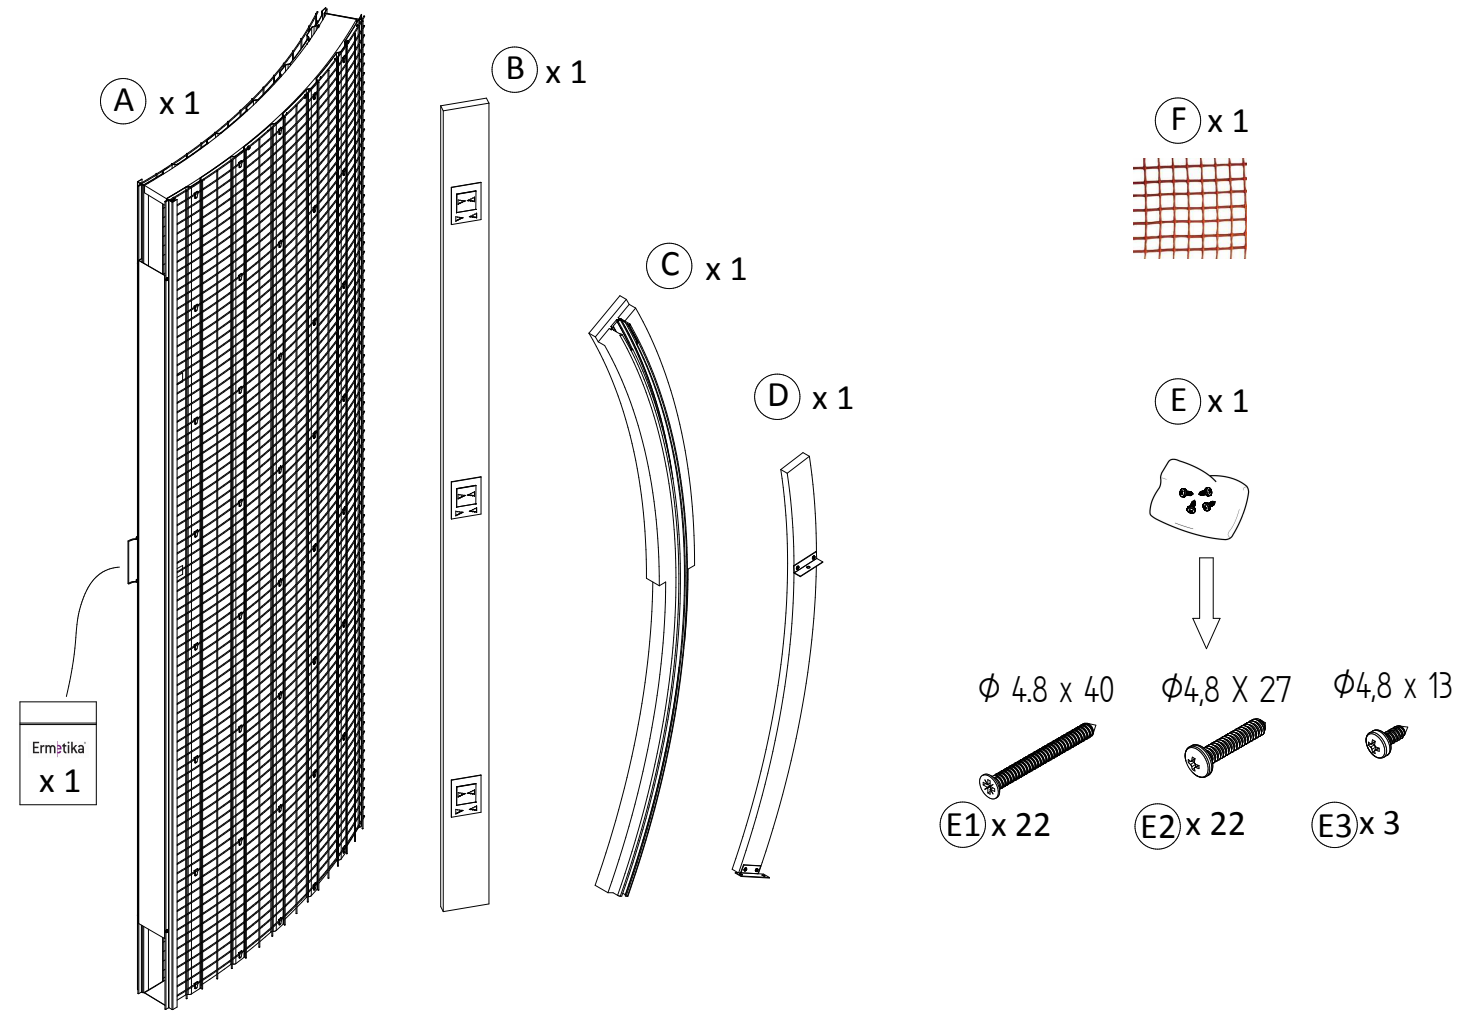 A x 1
B x 1
C x 1
D x 1
F x 1
E x 1
Φ 4.8 x 40
Φ4,8 X 27
Φ4,8 x 13
E1 x 22
E2 x 22
E3 x 3
Ermetika
x 1